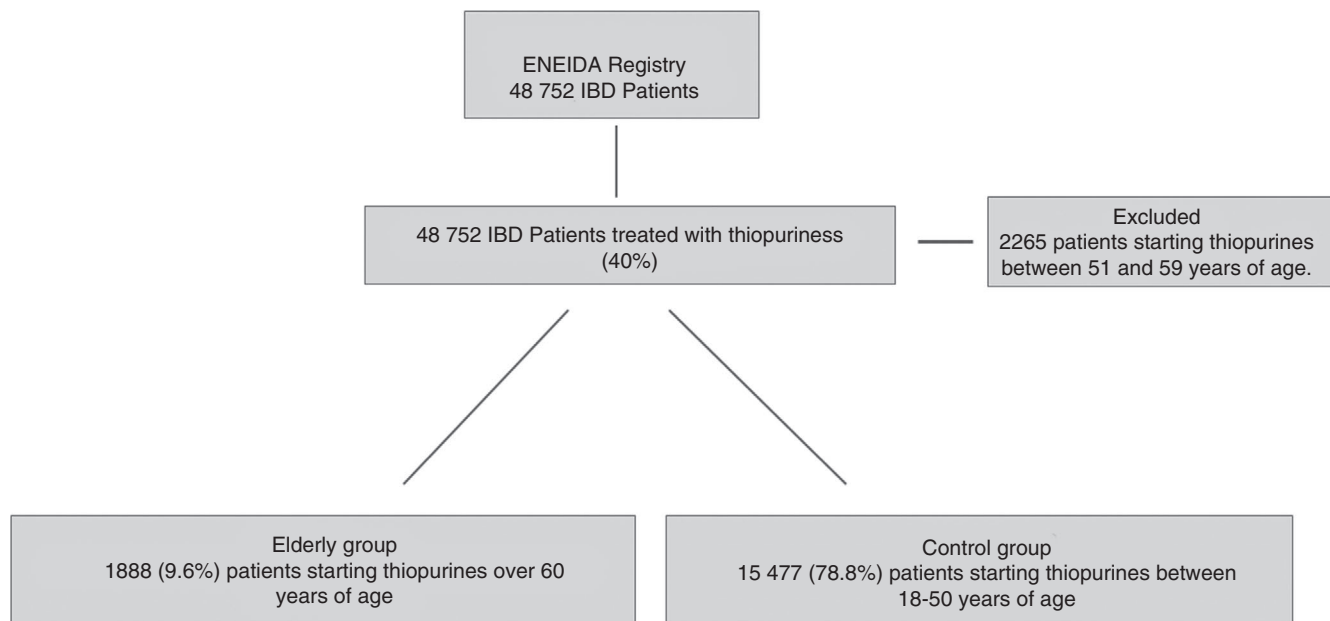 ENEIDA Registry
48 752 IBD Patients
48 752 IBD Patients treated with thiopuriness
(40%)
Excluded
2265 patients starting thiopurines
between 51 and 59 years of age.
Elderly group
1888 (9.6%) patients starting thiopurines over 60
years of age
Control group
15 477 (78.8%) patients starting thiopurines between
18-50 years of age